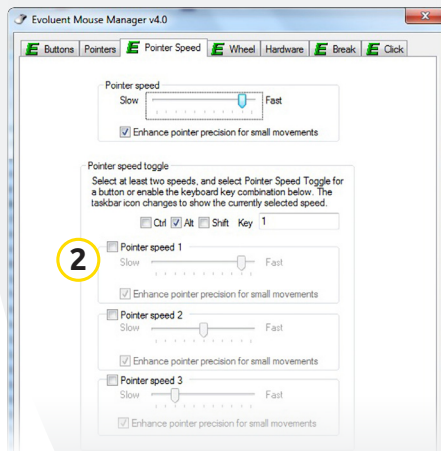 Evoluent Mouse Manager v4.0
E Buttons Pointers E Pointer Speed E Wheel Hardware E Break E Click
Pointer speed
Slow Fast
Enhance pointer precision for small movements
Pointer speed toggle
Select at least two speeds, and select Pointer Speed Toggle for
a button or enable the keyboard key combination below. The
taskbar icon changes to show the currently selected speed.
Ctrl Alt Shift Key 1
2
Pointer speed 1
Slow Fast
Enhance pointer precision for small movements
Pointer speed 2
Slow Fast
Enhance pointer precision for small movements
Pointer speed 3
Slow Fast
Enhance pointer precision for small movements